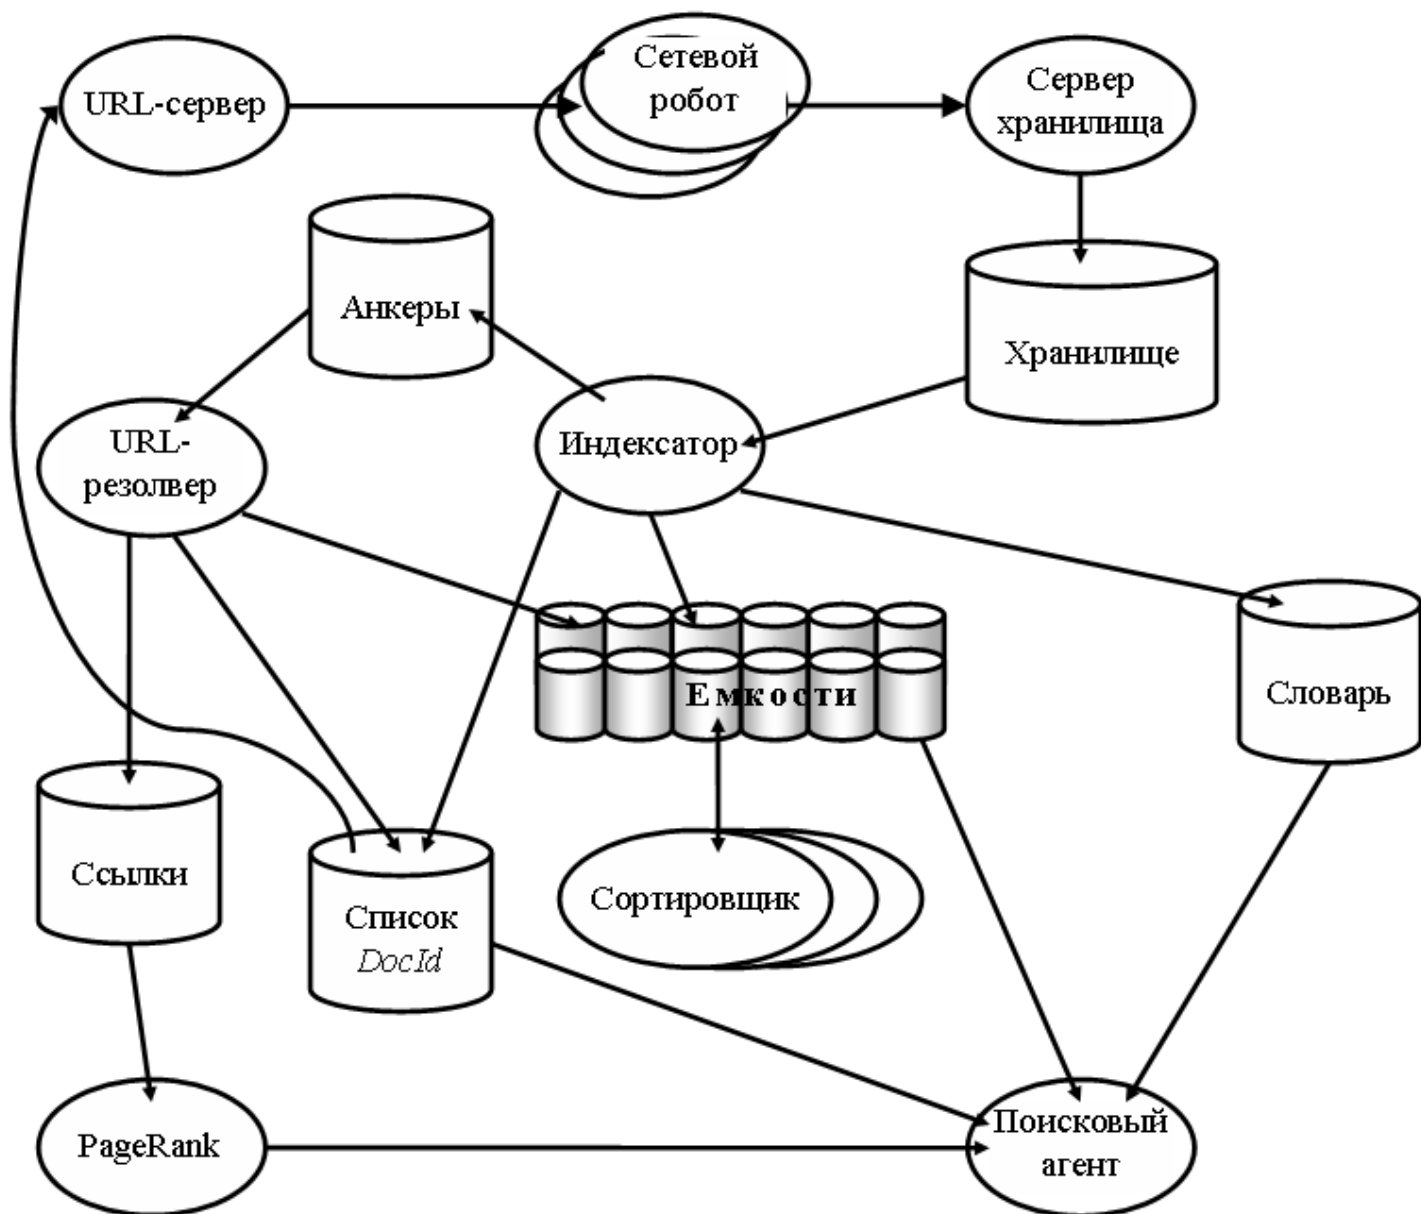 URL-сервер
Сетевой
робот
Сервер
хранилища
Анкеры
Хранилище
URL-
резолвер
Индексатор
Емкости
Словарь
Ссылки
Список
DocId
Сортировщик
PageRank
Поисковый
агент